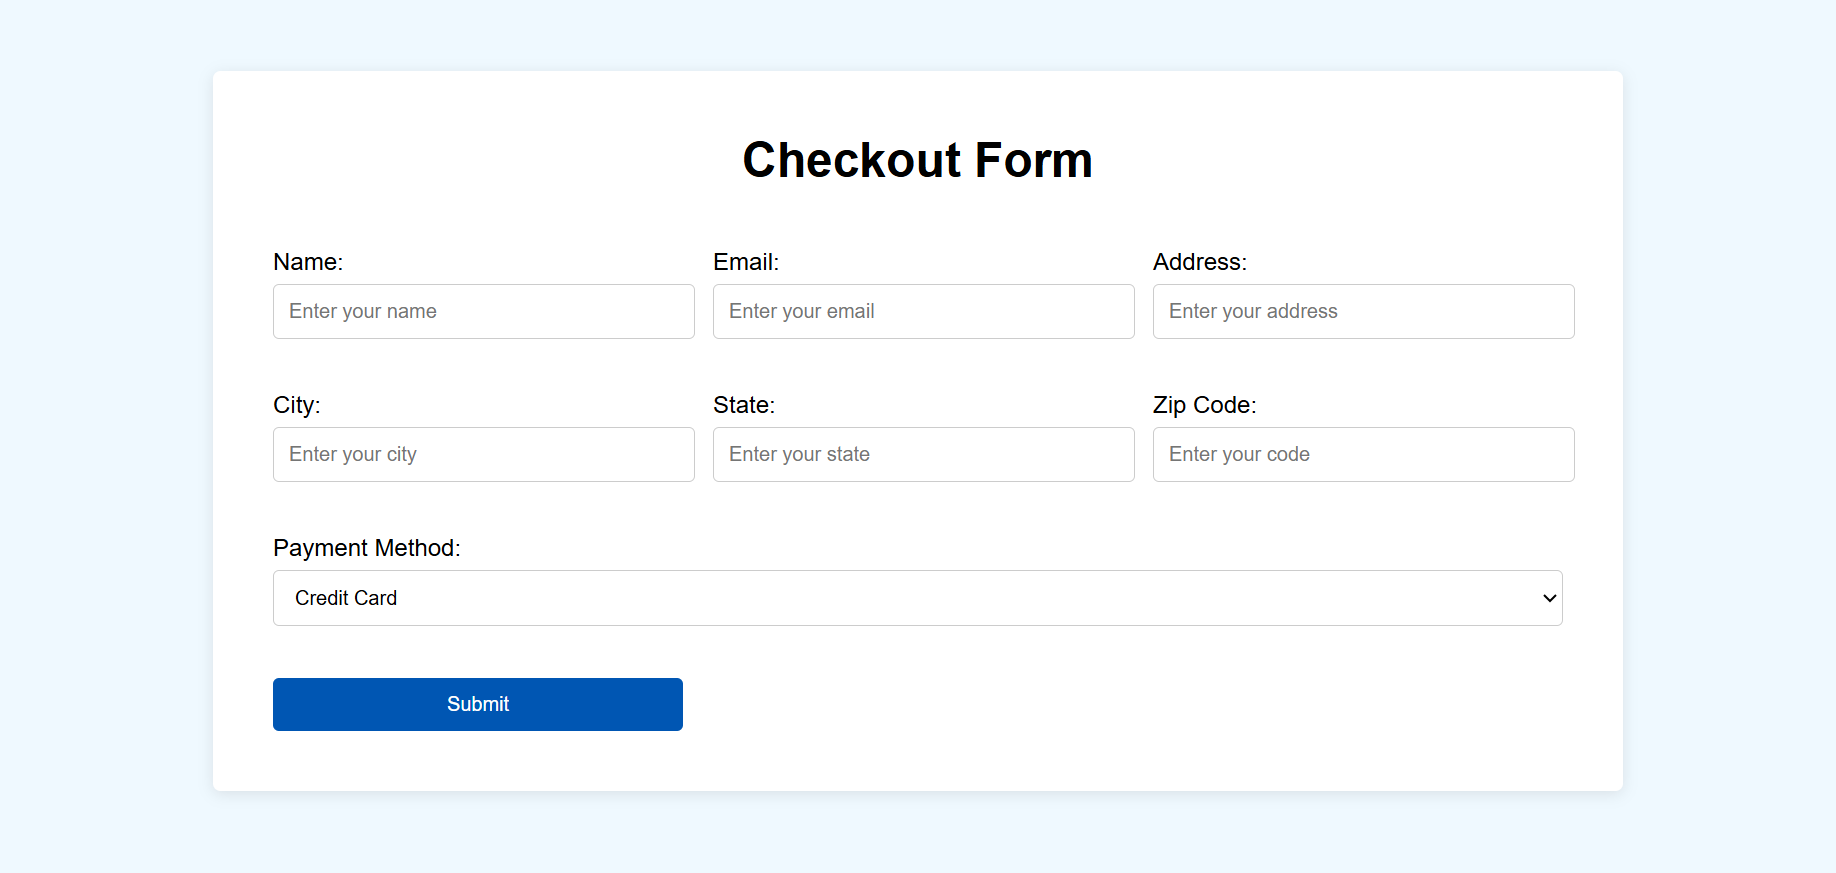 Checkout Form
Name: Email: Address:
Enter your name Enter your email Enter your address
City: State: Zip Code:
Enter your city Enter your state Enter your code
Payment Method:
Credit Card
Submit